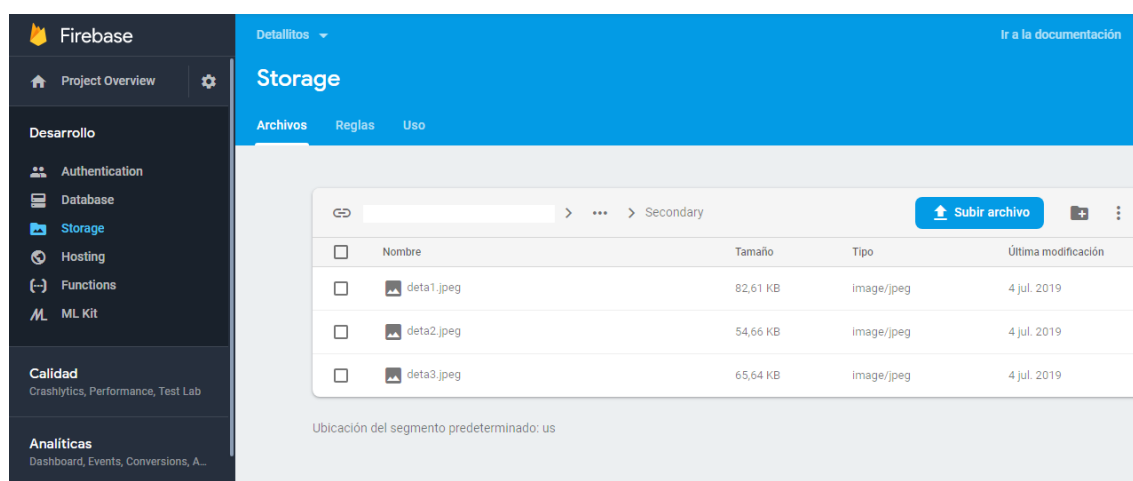 Firebase
Project Overview
Desarrollo
Authentication
Database
Storage
Hosting
Functions
ML Kit
Calidad
Crashlytics, Performance, Test Lab
Analíticas
Dashboard, Events, Conversions, A...
Detallitos
Ir a la documentación
Storage
Archivos Reglas Uso
> ... > Secondary
Subir archivo
Nombre Tamaño Tipo Última modificación
deta1.jpeg 82,61 KB image/jpeg 4 jul. 2019
deta2.jpeg 54,66 KB image/jpeg 4 jul. 2019
deta3.jpeg 65,64 KB image/jpeg 4 jul. 2019
Ubicación del segmento predeterminado: us